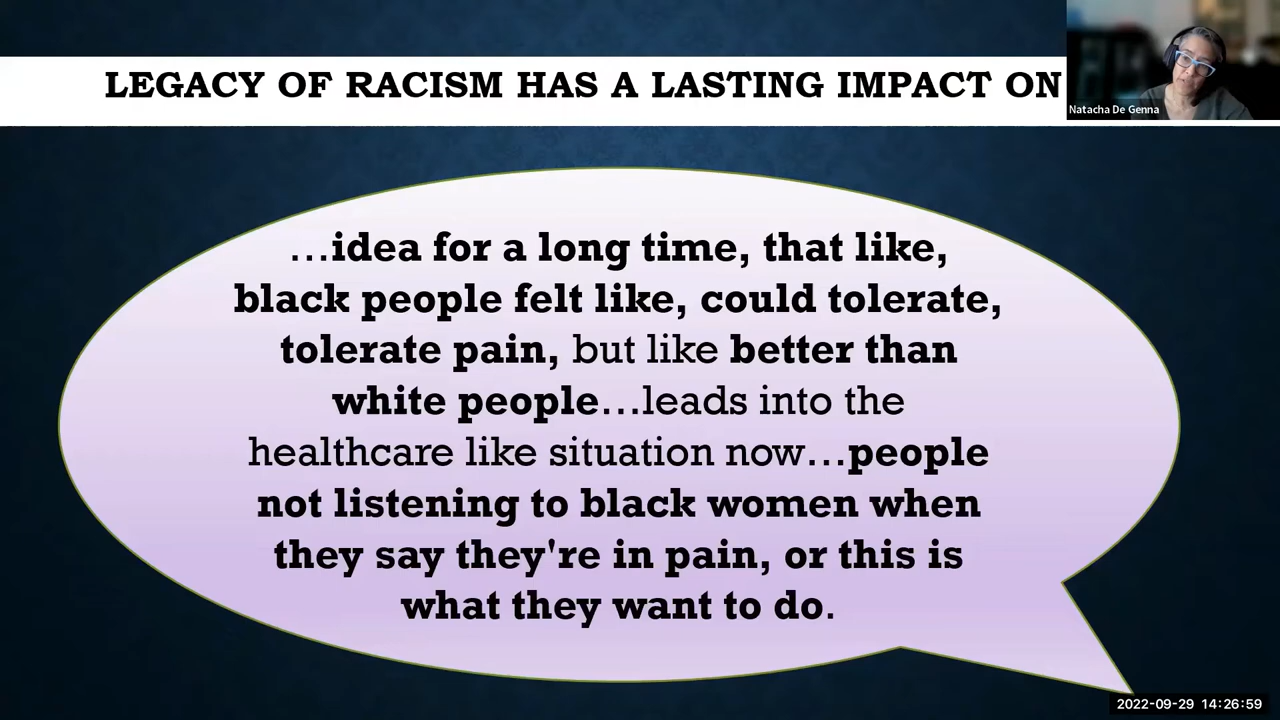 LEGACY OF RACISM HAS A LASTING IMPACT ON
Natacha De Genna
...idea for a long time, that like,
black people felt like, could tolerate,
tolerate pain, but like better than
white people...leads into the
healthcare like situation now...people
not listening to black women when
they say they're in pain, or this is
what they want to do.
2022-09-29 14:26:59